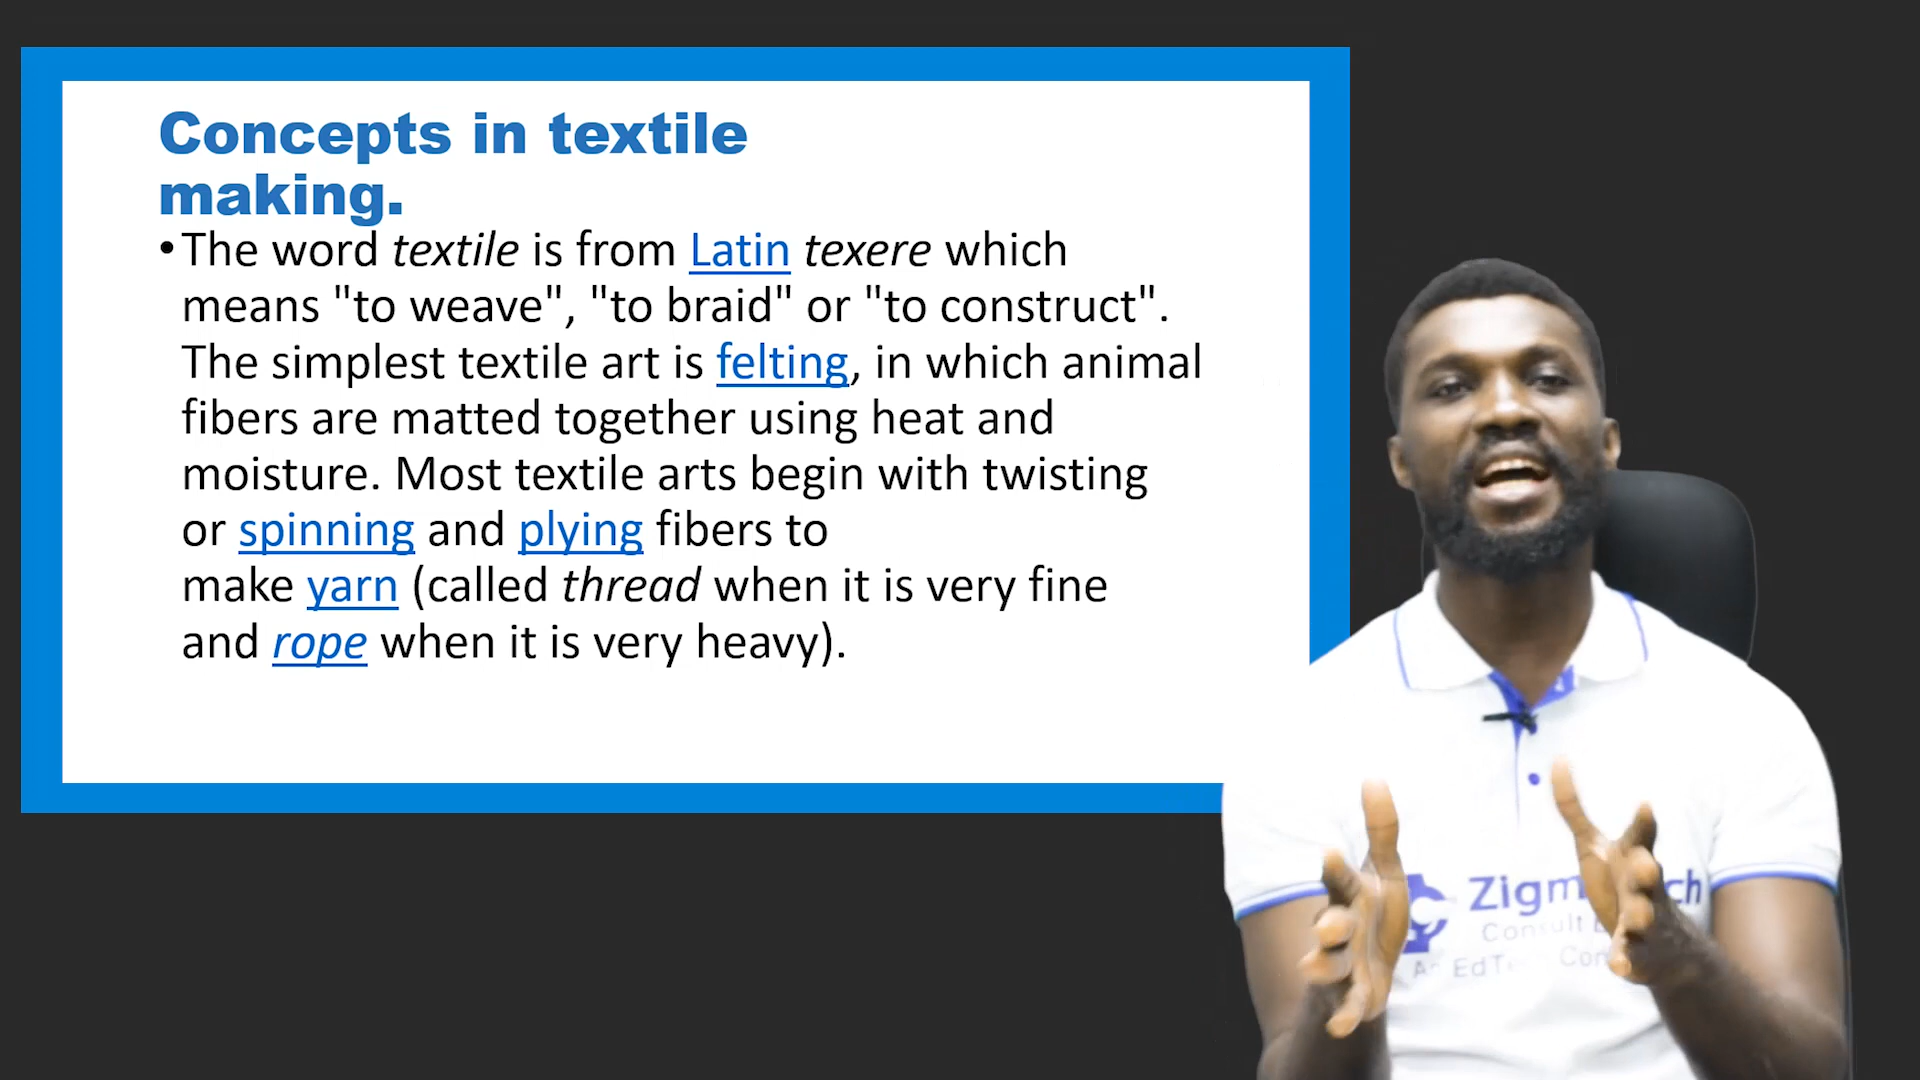 Concepts in textile
making.
•The word textile is from Latin texere which
means "to weave", "to braid" or "to construct".
The simplest textile art is felting, in which animal
fibers are matted together using heat and
moisture. Most textile arts begin with twisting
or spinning and plying fibers to
make yarn (called thread when it is very fine
and rope when it is very heavy).
Consult